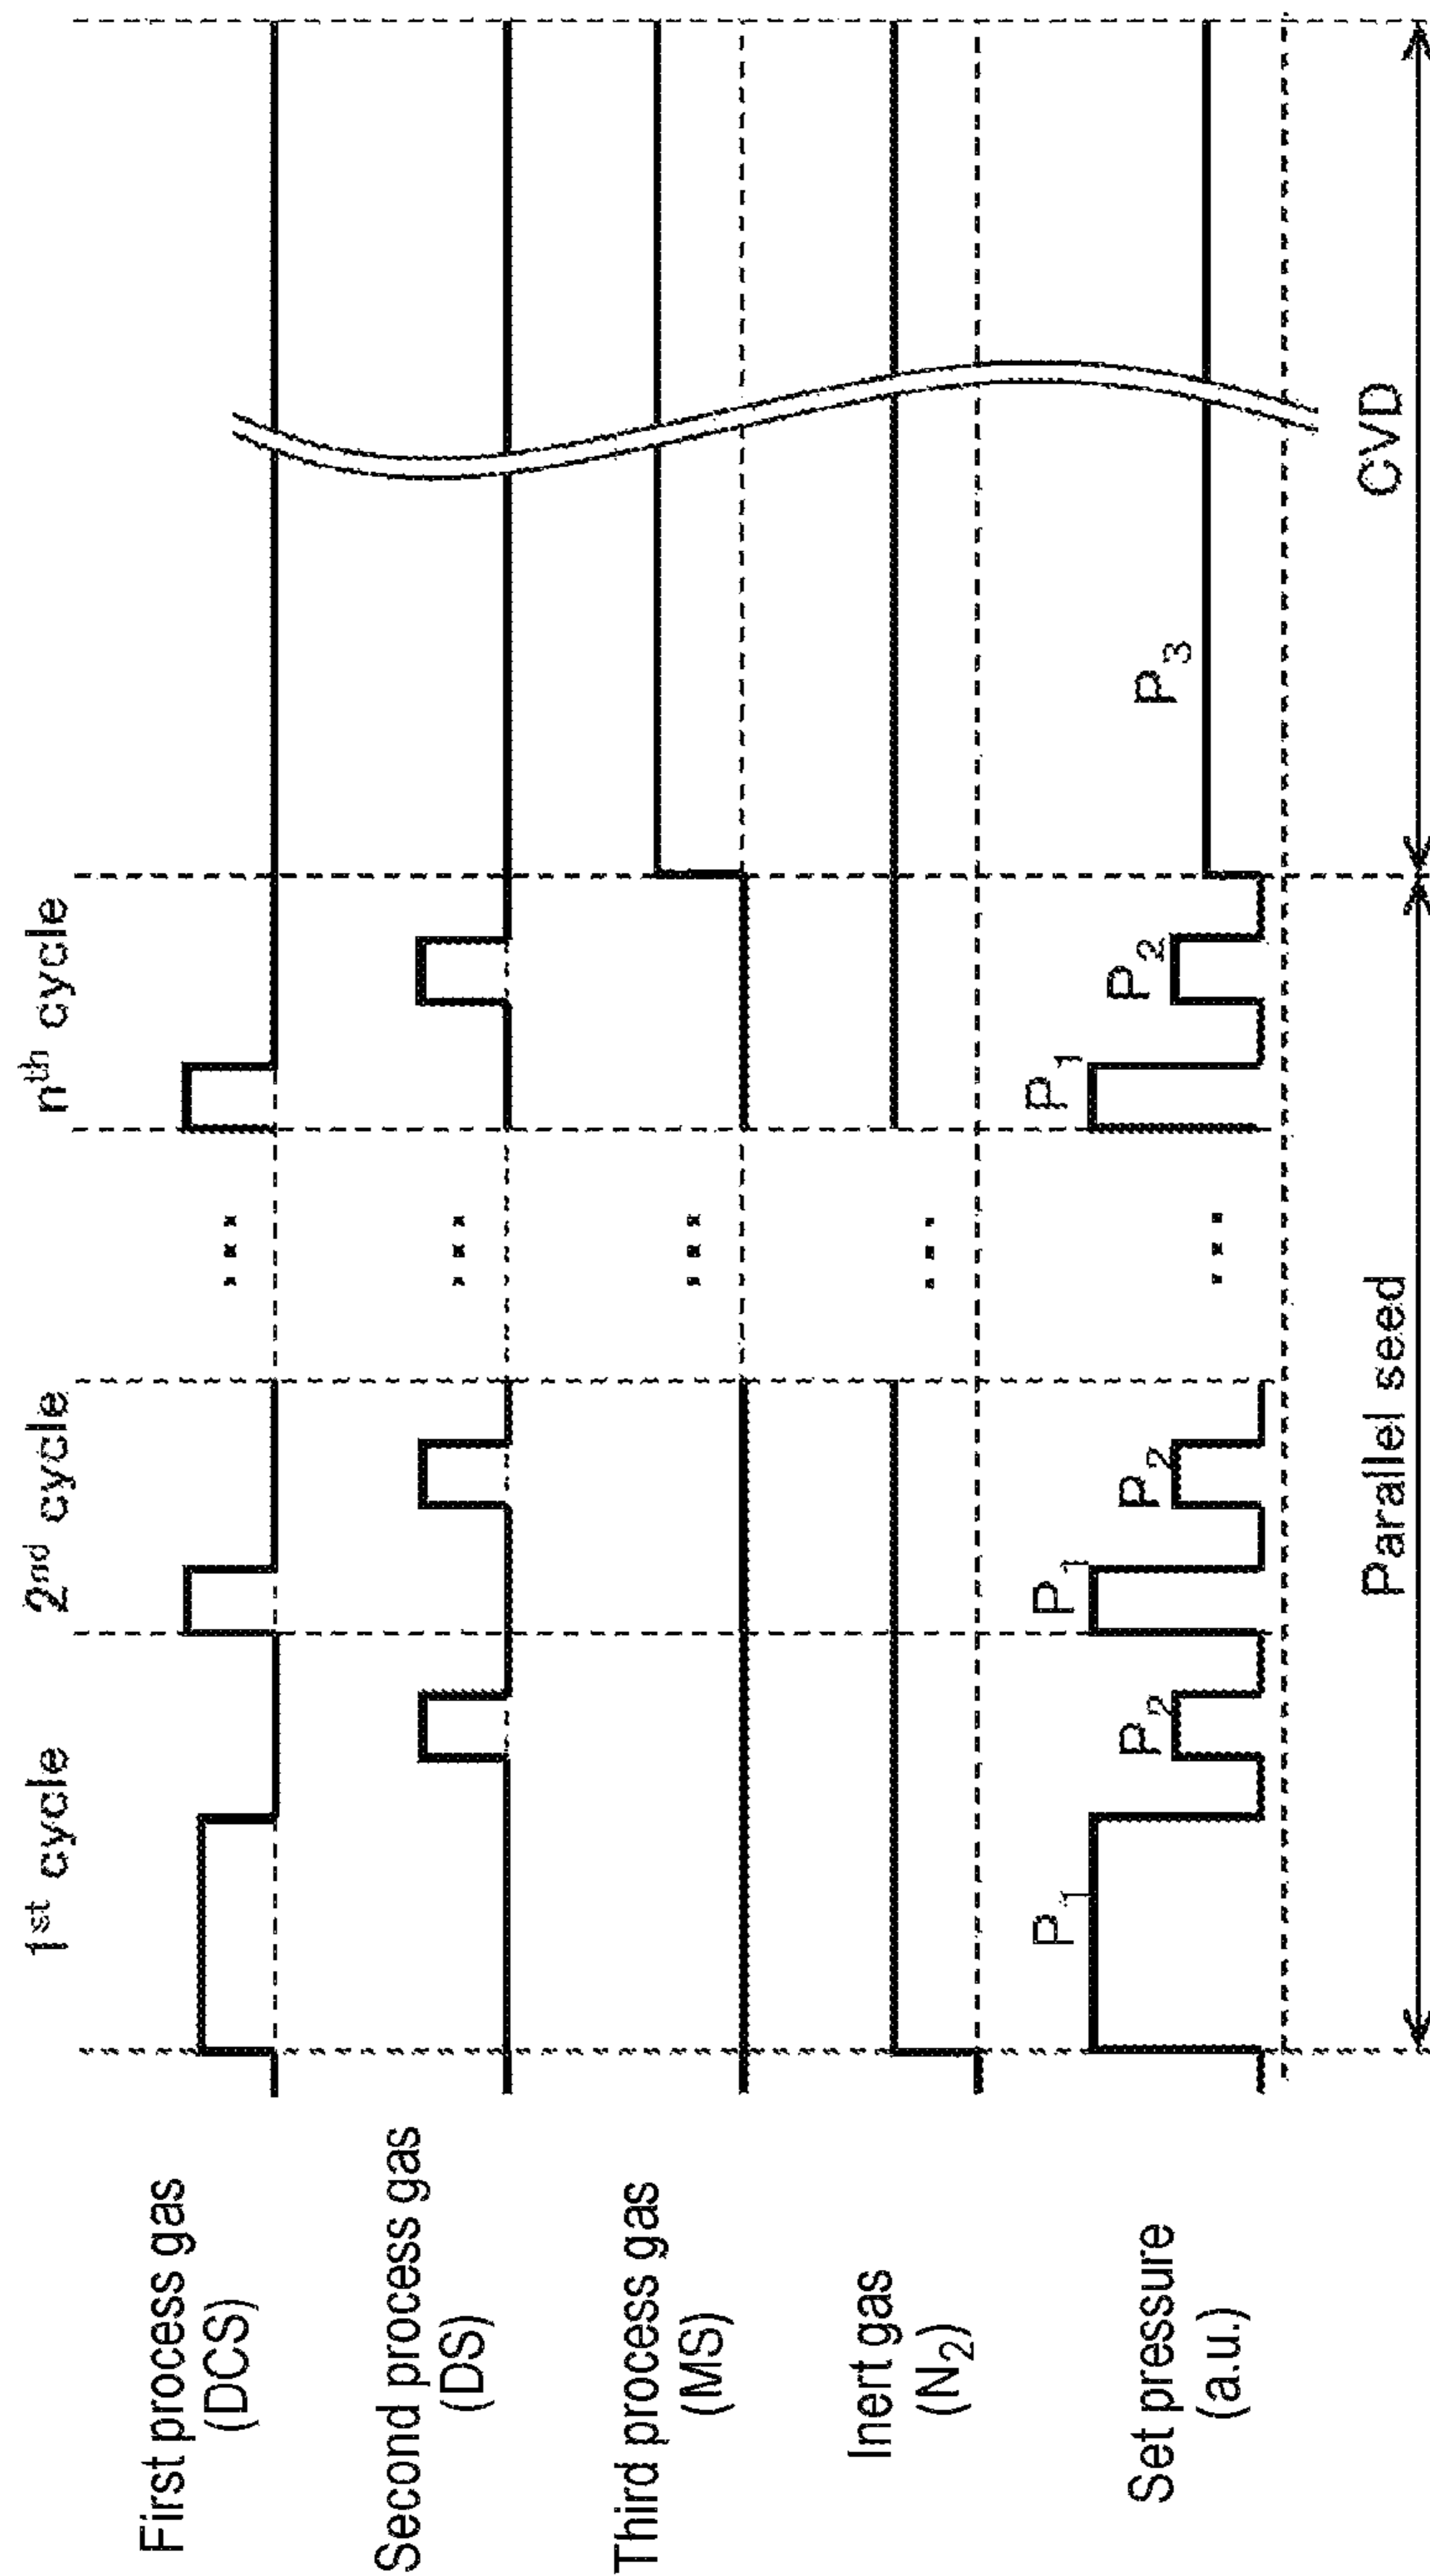 1st cycle
2nd cycle
nth cycle
First process gas
(DCS)
...
Second process gas
(DS)
...
Third process gas
(MS)
...
Inert gas
(N2)
...
Set pressure
(a.u.)
P1
P2
P1
P2
...
P1
P2
P3
Parallel seed
CVD